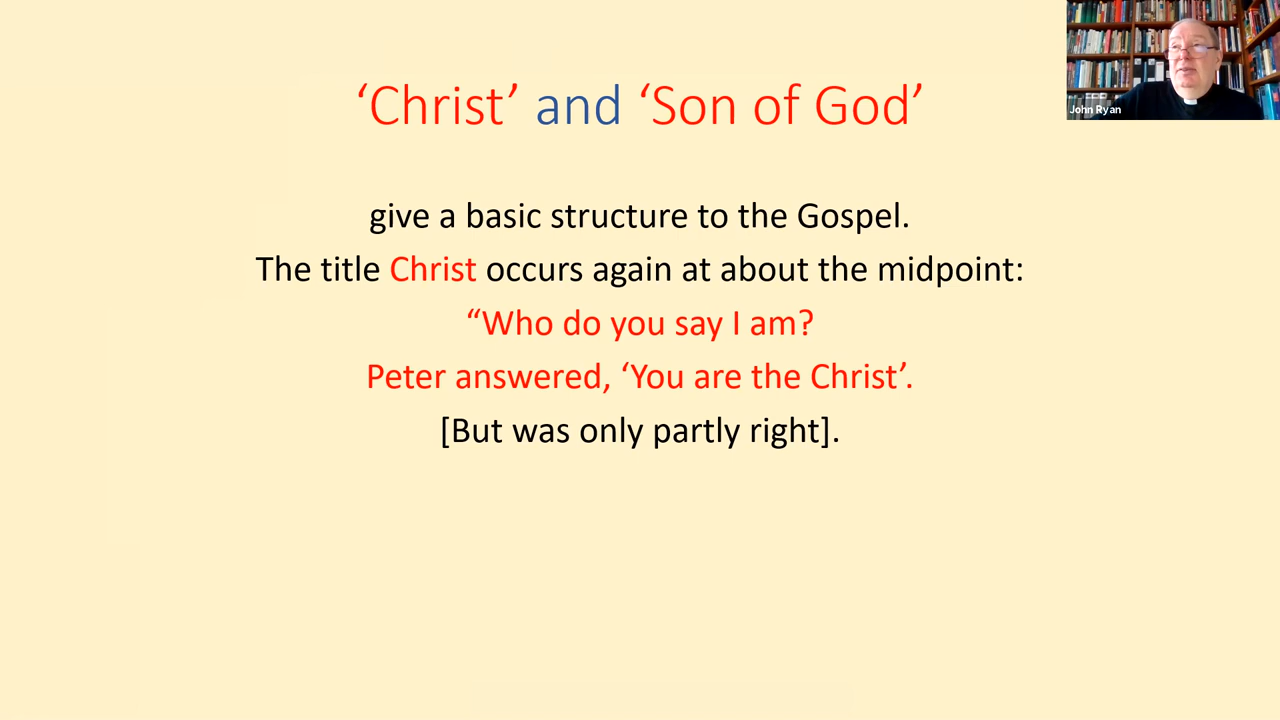 ‘Christ’ and ‘Son of God’
give a basic structure to the Gospel.
The title Christ occurs again at about the midpoint:
“Who do you say I am?
Peter answered, ‘You are the Christ’.
[But was only partly right].
John Ryan